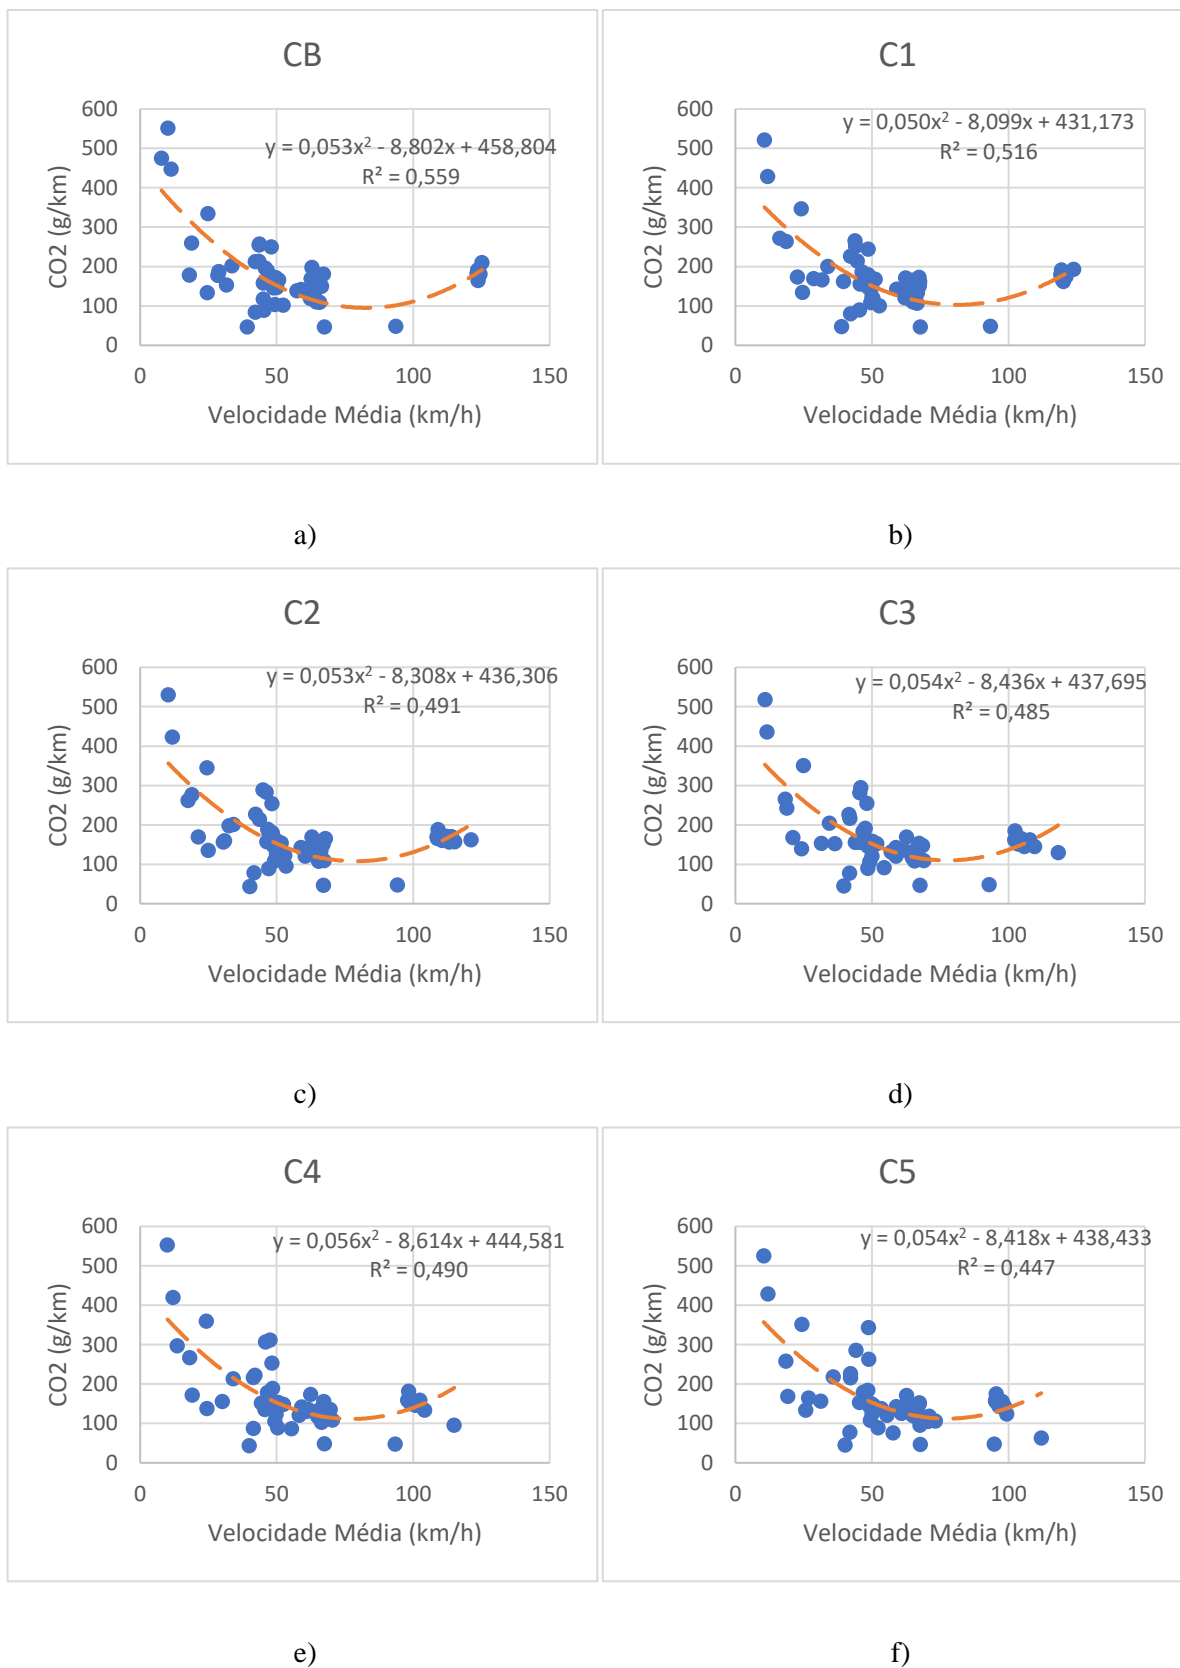 CB
y = 0,053x² - 8,802x + 458,804
R² = 0,559
CO2 (g/km)
600
500
400
300
200
100
0
0 50 100 150
Velocidade Média (km/h)
a)
C1
y = 0,050x² - 8,099x + 431,173
R² = 0,516
CO2 (g/km)
600
500
400
300
200
100
0
0 50 100 150
Velocidade Média (km/h)
b)
C2
y = 0,053x² - 8,308x + 436,306
R² = 0,491
CO2 (g/km)
600
500
400
300
200
100
0
0 50 100 150
Velocidade Média (km/h)
c)
C3
y = 0,054x² - 8,436x + 437,695
R² = 0,485
CO2 (g/km)
600
500
400
300
200
100
0
0 50 100 150
Velocidade Média (km/h)
d)
C4
y = 0,056x² - 8,614x + 444,581
R² = 0,490
CO2 (g/km)
600
500
400
300
200
100
0
0 50 100 150
Velocidade Média (km/h)
e)
C5
y = 0,054x² - 8,418x + 438,433
R² = 0,447
CO2 (g/km)
600
500
400
300
200
100
0
0 50 100 150
Velocidade Média (km/h)
f)